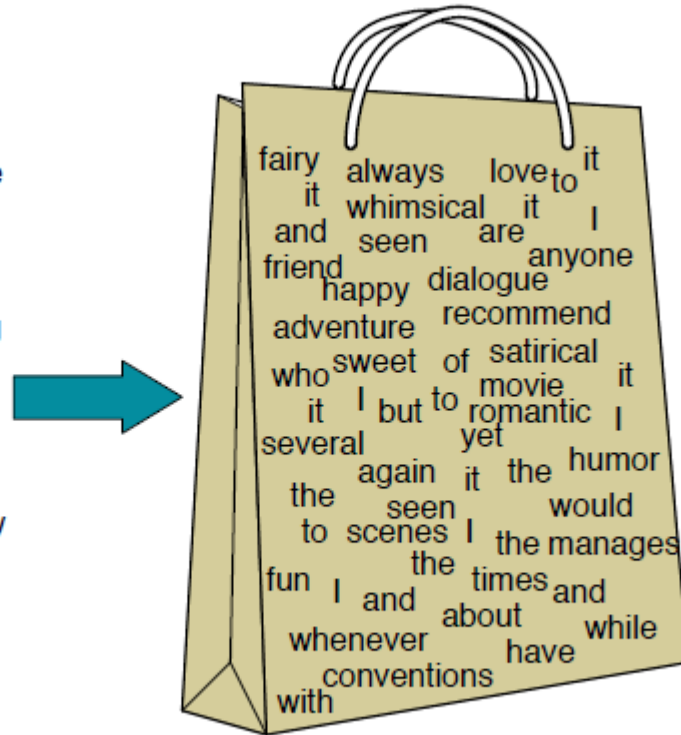 fairy always love to it
it whimsical it I
and seen are anyone
friend happy dialogue
adventure recommend
who sweet of satirical it
it I but to romantic movie I
several yet
again it the humor
the seen would
to scenes I the manages
fun I and the times and
whenever about while
conventions have
with